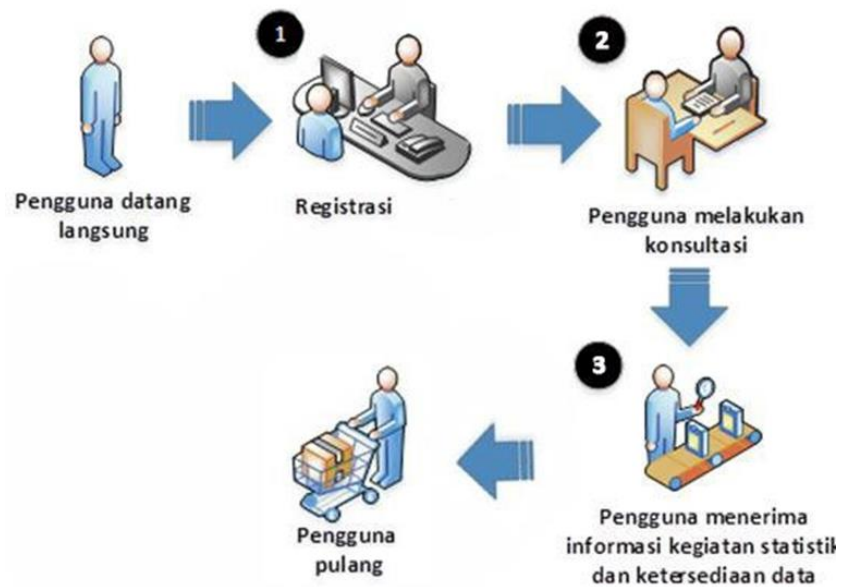 1
2
Pengguna datang
langsung
Registrasi
Pengguna melakukan
konsultasi
3
Pengguna menerima
informasi kegiatan statistik
dan ketersediaan data
Pengguna
pulang